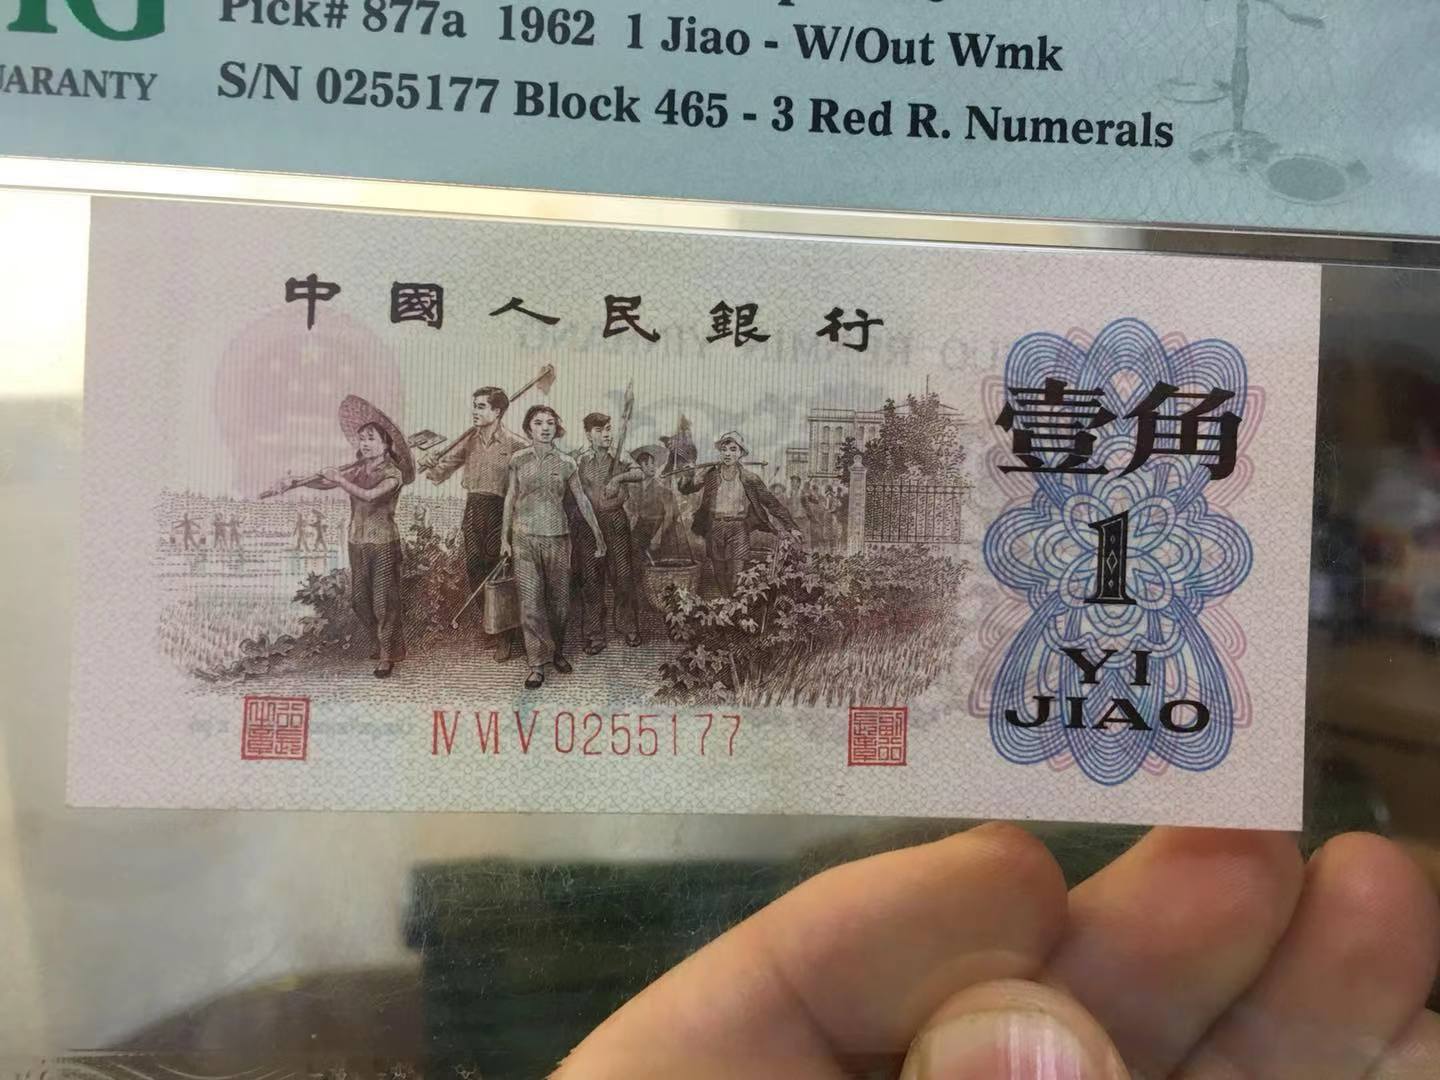 Pick# 877a 1962 1 Jiao - W/Out Wmk
UARANTY
S/N 0255177 Block 465 - 3 Red R. Numerals
中國人民銀行
壹角
1
YI
JIAO
Ⅳ Ⅵ Ⅴ 0255177